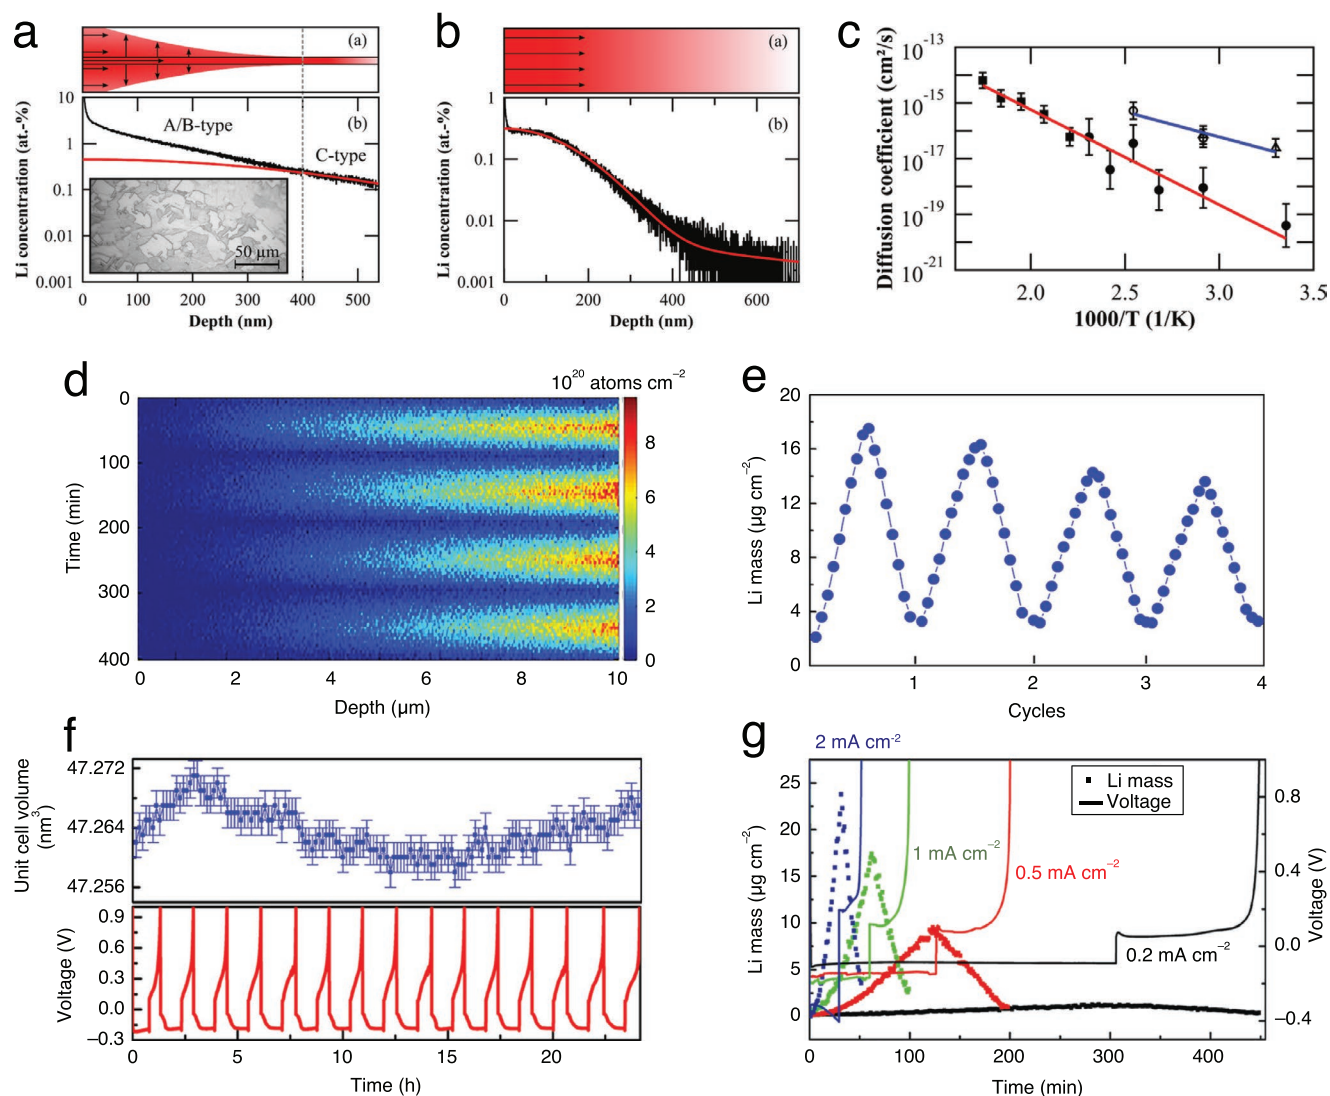 a
(a)
Li concentration (at.-%)
10
1
0.1
0.01
0.001
A/B-type
(b)
C-type
50 µm
0
100
200
300
400
500
Depth (nm)
b
(a)
Li concentration (at.-%)
1
0.1
0.01
0.001
(b)
0
200
400
600
Depth (nm)
c
Diffusion coefficient (cm²/s)
10⁻¹³
10⁻¹⁵
10⁻¹⁷
10⁻¹⁹
10⁻²¹
2.0
2.5
3.0
3.5
1000/T (1/K)
d
10²⁰ atoms cm⁻²
Time (min)
0
100
200
300
400
0
2
4
6
8
10
Depth (µm)
8
6
4
2
0
e
Li mass (µg cm⁻²)
20
16
12
8
4
0
1
2
3
4
Cycles
f
Unit cell volume
(nm³)
47.272
47.264
47.256
Voltage (V)
0.9
0.6
0.3
0.0
−0.3
0
5
10
15
20
Time (h)
g
2 mA cm⁻²
Li mass (µg cm⁻²)
25
20
15
10
5
0
Li mass
Voltage
1 mA cm⁻²
0.5 mA cm⁻²
0.2 mA cm⁻²
0.8
0.4
0.0
−0.4
Voltage (V)
0
100
200
300
400
Time (min)